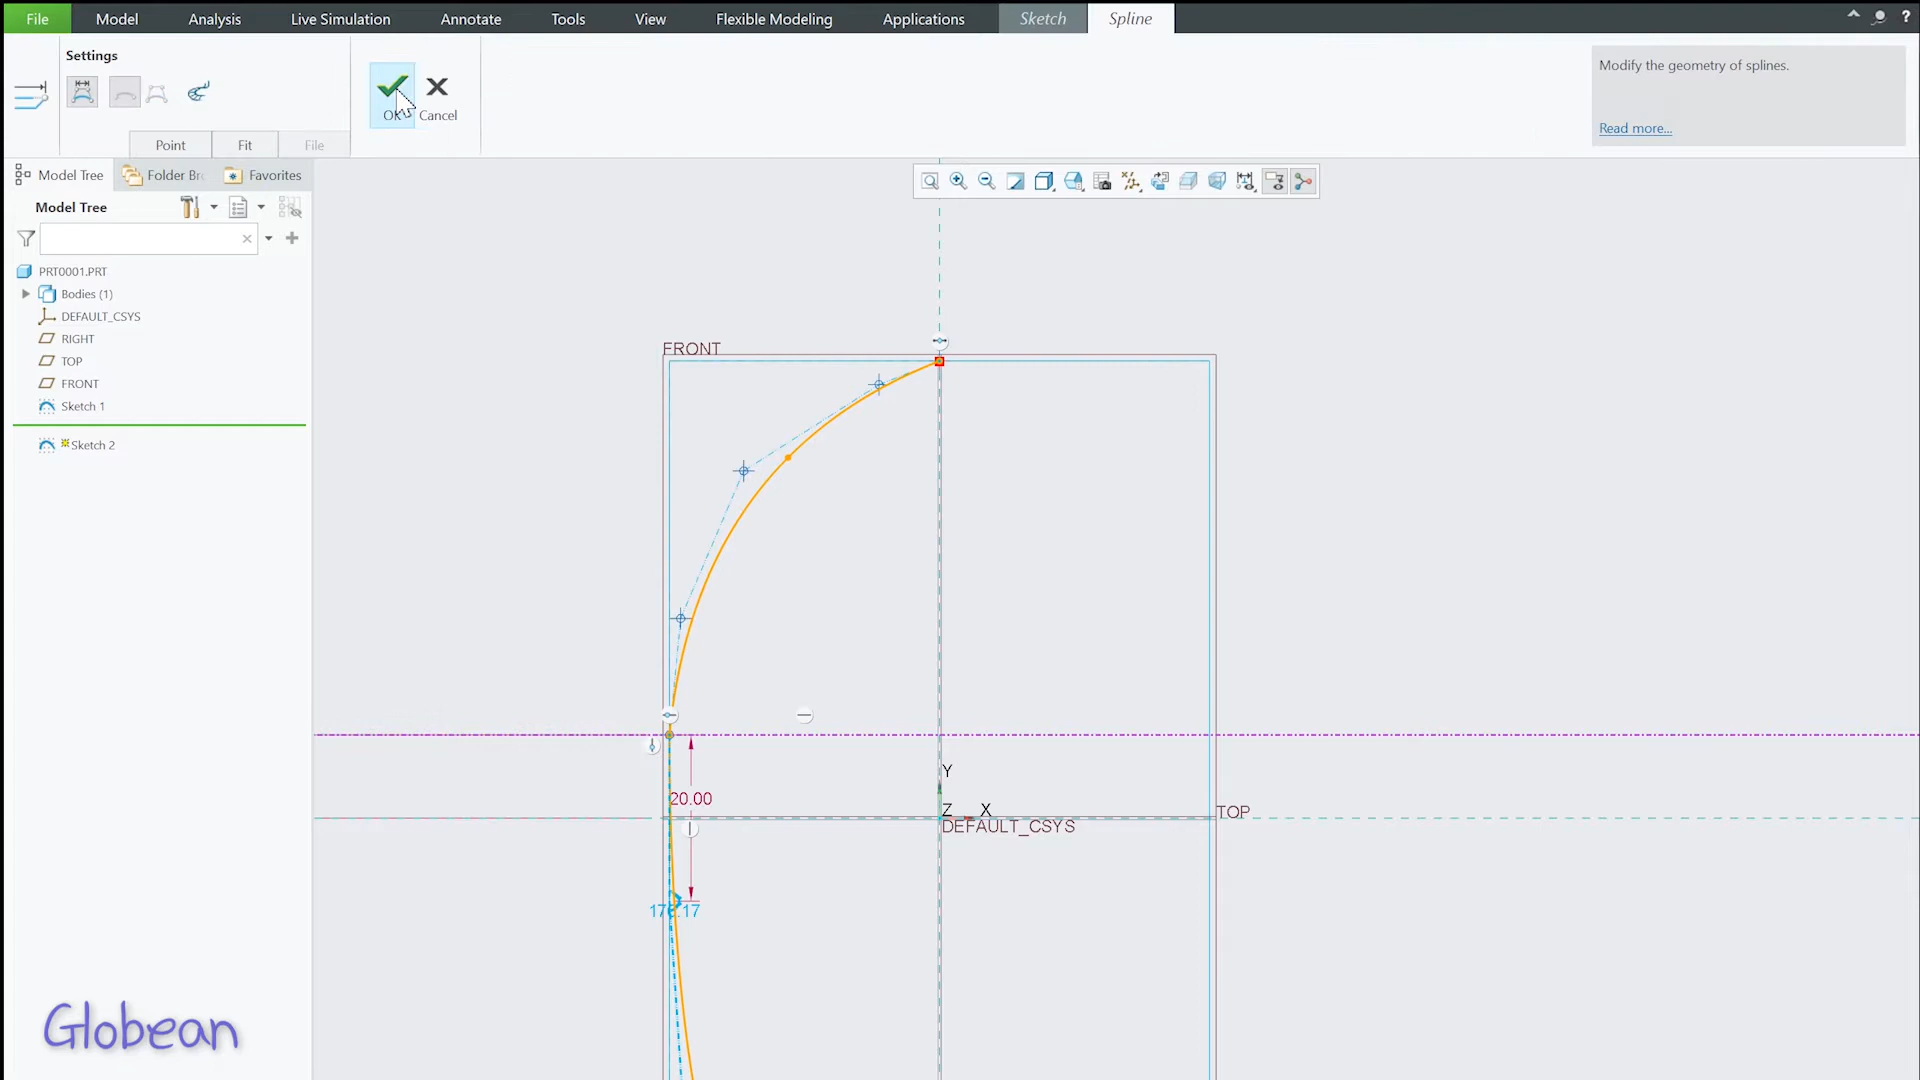 File Model Analysis Live Simulation Annotate Tools View Flexible Modeling Applications Sketch Spline ?
Settings
OK Cancel
Point Fit File
Modify the geometry of splines.
Read more...
Model Tree Folder Br Favorites
Model Tree
PRT0001.PRT
Bodies (1)
DEFAULT_CSYS
RIGHT
TOP
FRONT
Sketch 1
Sketch 2
FRONT
Y
20.00
Z X
TOP
DEFAULT_CSYS
Globean